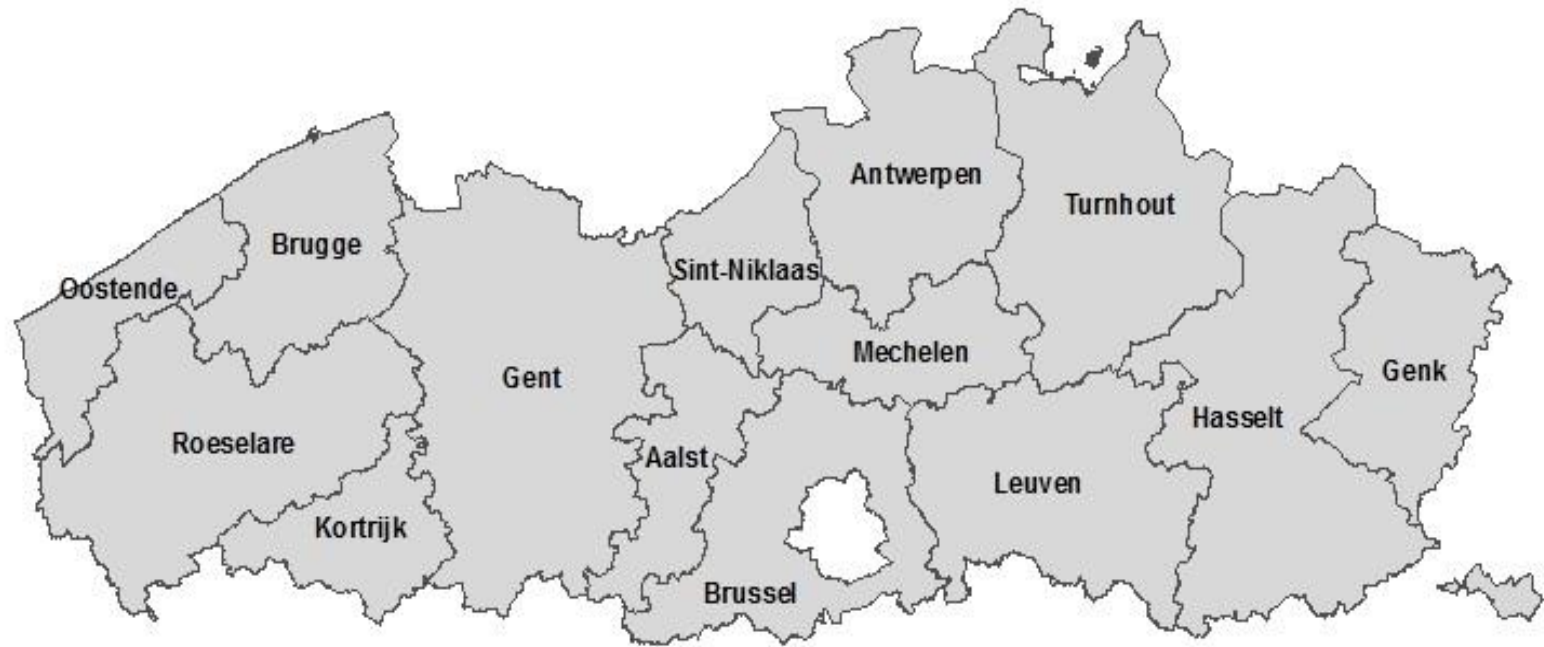 Antwerpen
Turnhout
Brugge
Sint-Niklaas
Oostende
Mechelen
Gent
Genk
Hasselt
Roeselare
Aalst
Leuven
Kortrijk
Brussel